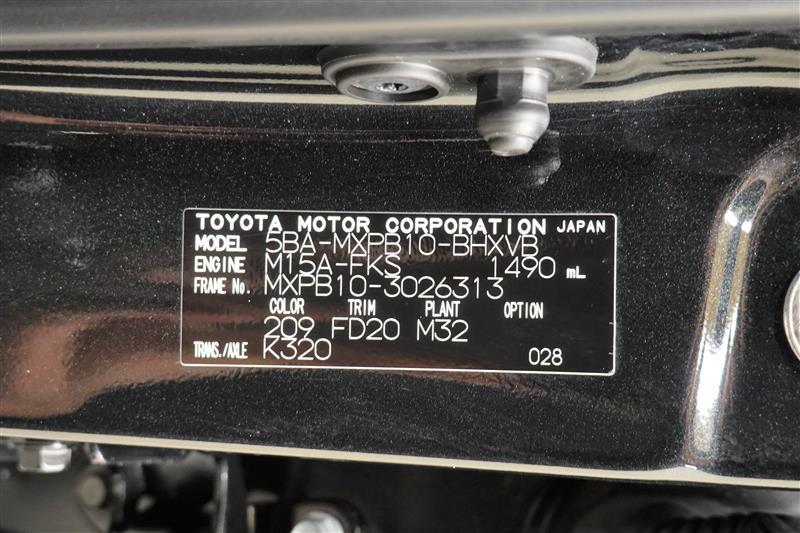 TOYOTA MOTOR CORPORATION JAPAN
MODEL 5BA-MXPB10-BHXVB
ENGINE M15A-FKS 1490 mL
FRAME No. MXPB10-3026313
COLOR TRIM PLANT OPTION
209 FD20 M32
TRANS./AXLE K320 028